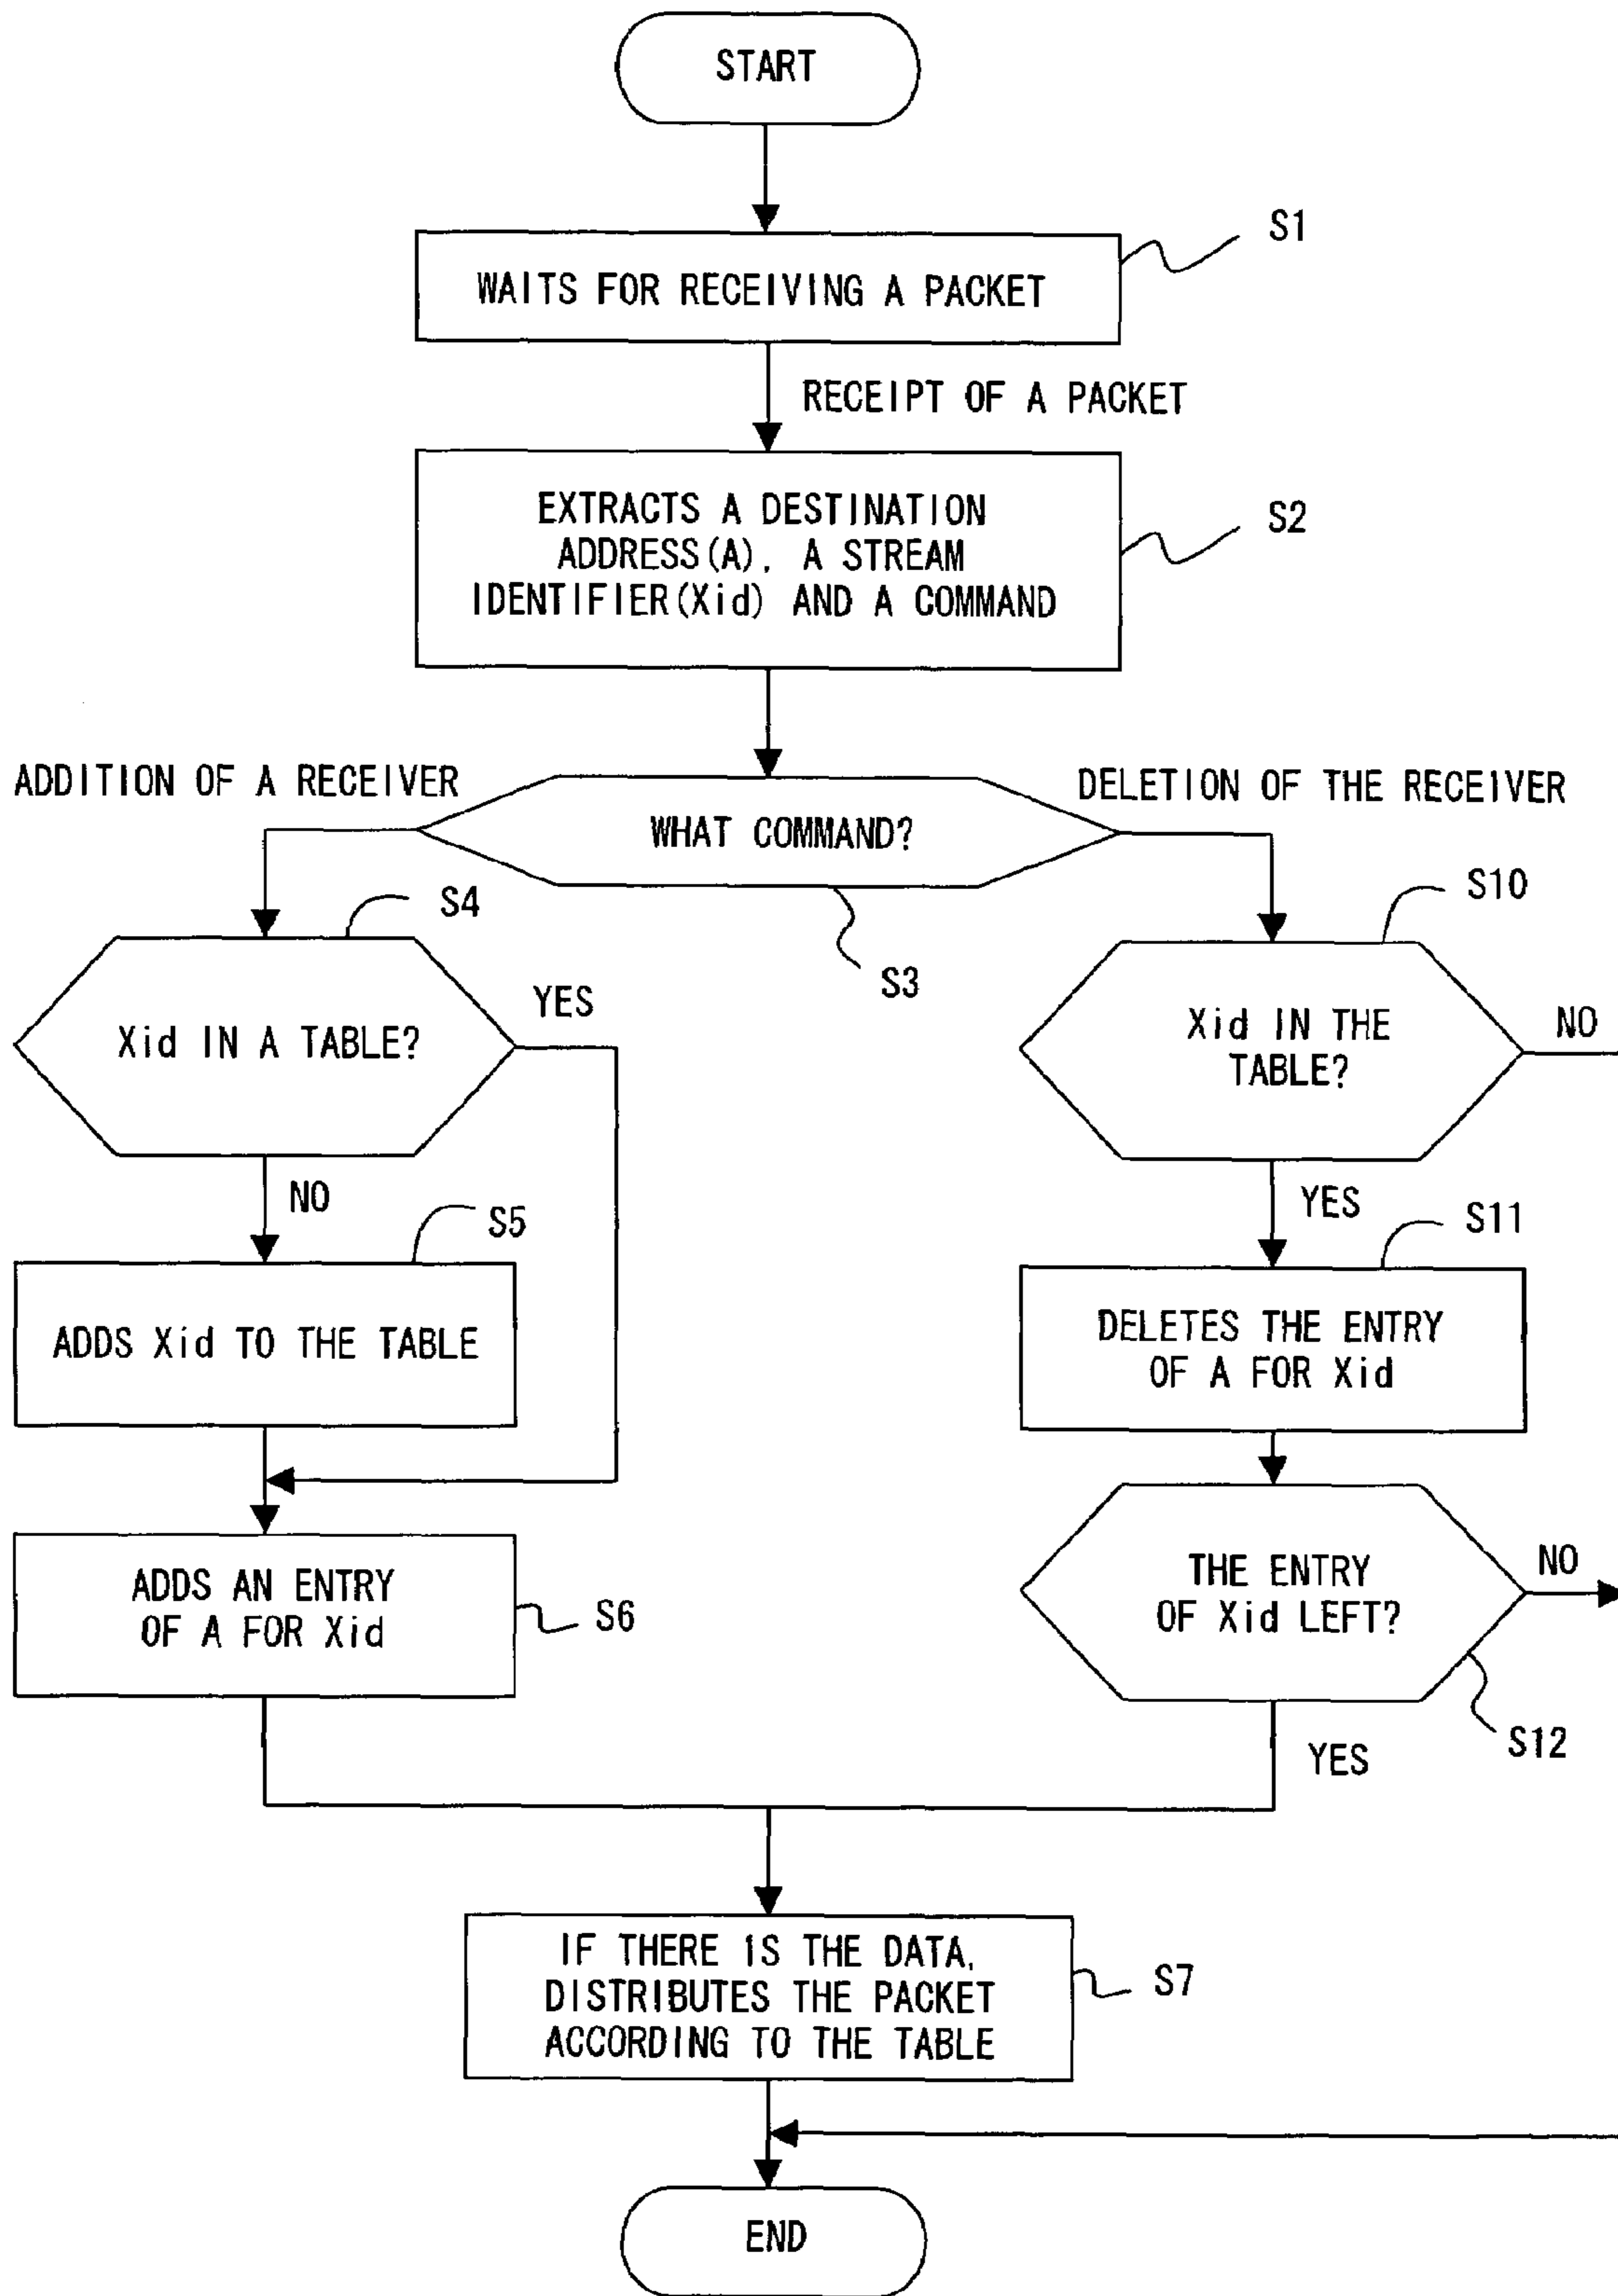 START
S1
WAITS FOR RECEIVING A PACKET
RECEIPT OF A PACKET
EXTRACTS A DESTINATION
ADDRESS(A), A STREAM
IDENTIFIER(Xid) AND A COMMAND
S2
ADDITION OF A RECEIVER
DELETION OF THE RECEIVER
WHAT COMMAND?
S3
S4
Xid IN A TABLE?
YES
NO
S5
ADDS Xid TO THE TABLE
ADDS AN ENTRY
OF A FOR Xid
S6
S10
Xid IN THE
TABLE?
NO
YES
S11
DELETES THE ENTRY
OF A FOR Xid
THE ENTRY
OF Xid LEFT?
NO
S12
YES
IF THERE IS THE DATA,
DISTRIBUTES THE PACKET
ACCORDING TO THE TABLE
S7
END